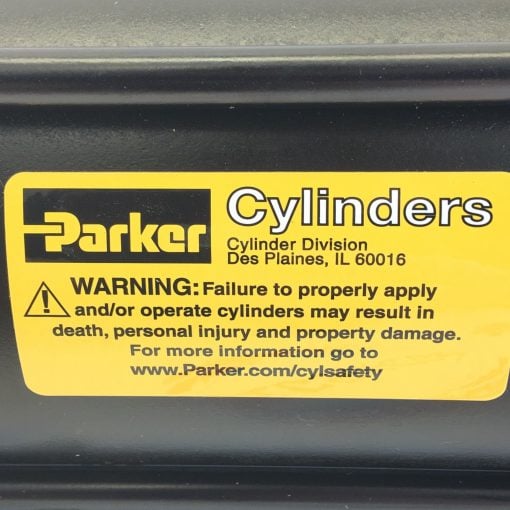 Parker
Cylinders
Cylinder Division
Des Plaines, IL 60016
WARNING: Failure to properly apply
and/or operate cylinders may result in
death, personal injury and property damage.
For more information go to
www.Parker.com/cylsafety